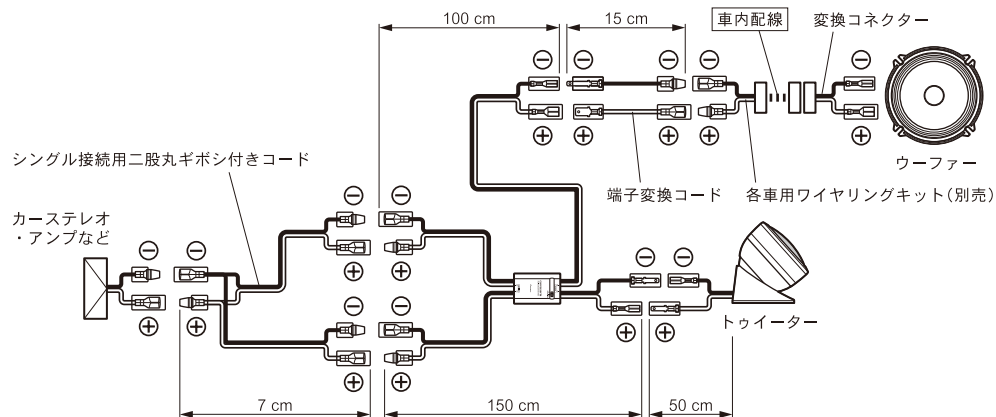 100 cm
15 cm
車内配線
変換コネクター
⊖ ⊖ ⊖ ⊖ ⊖
⊕ ⊕ ⊕ ⊕ ⊕
ウーファー
シングル接続用二股丸ギボシ付きコード
端子変換コード
各車用ワイヤリングキット(別売)
カーステレオ
・アンプなど
⊖ ⊖
⊖ ⊖
⊕ ⊕
⊕ ⊕
⊖ ⊖
⊖ ⊖
⊕ ⊕
トゥイーター
⊕ ⊕
7 cm
150 cm
50 cm